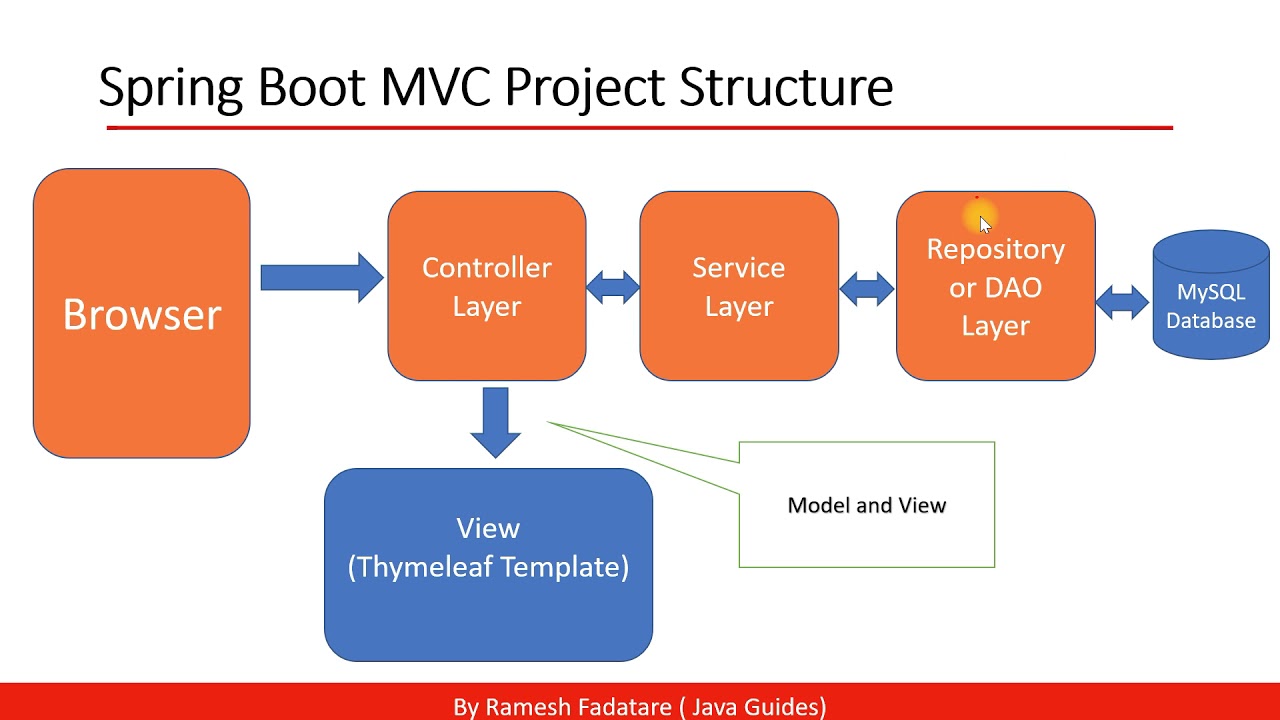 Spring Boot MVC Project Structure
Browser
Controller
Layer
Service
Layer
Repository
or DAO
Layer
MySQL
Database
View
(Thymeleaf Template)
Model and View
By Ramesh Fadatare ( Java Guides)